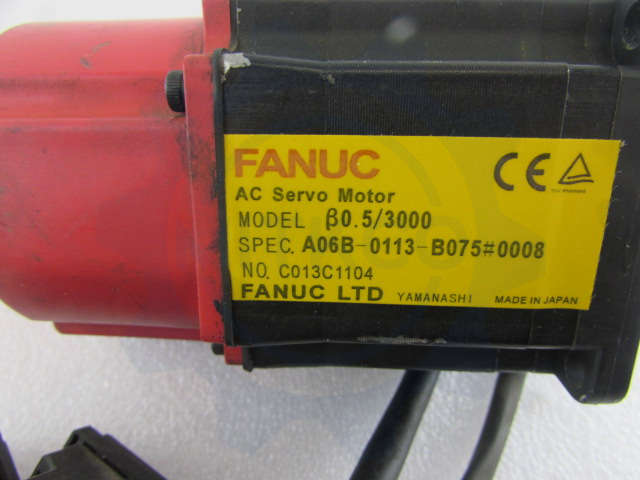 FANUC
CE
AC Servo Motor
MODEL β0.5/3000
SPEC. A06B-0113-B075#0008
NO. C013C1104
FANUC LTD YAMANASHI MADE IN JAPAN